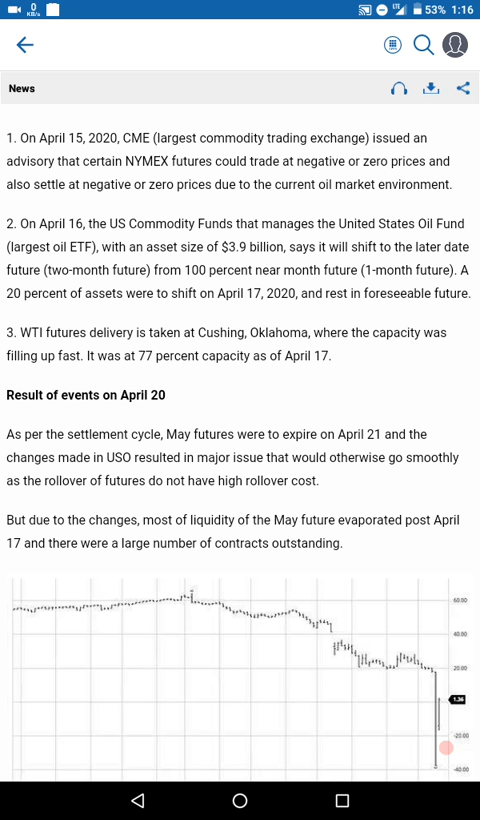 0 KB/s LTE 53% 1:16
News
1. On April 15, 2020, CME (largest commodity trading exchange) issued an
advisory that certain NYMEX futures could trade at negative or zero prices and
also settle at negative or zero prices due to the current oil market environment.
2. On April 16, the US Commodity Funds that manages the United States Oil Fund
(largest oil ETF), with an asset size of $3.9 billion, says it will shift to the later date
future (two-month future) from 100 percent near month future (1-month future). A
20 percent of assets were to shift on April 17, 2020, and rest in foreseeable future.
3. WTI futures delivery is taken at Cushing, Oklahoma, where the capacity was
filling up fast. It was at 77 percent capacity as of April 17.
Result of events on April 20
As per the settlement cycle, May futures were to expire on April 21 and the
changes made in USO resulted in major issue that would otherwise go smoothly
as the rollover of futures do not have high rollover cost.
But due to the changes, most of liquidity of the May future evaporated post April
17 and there were a large number of contracts outstanding.
60.00
40.00
20.00
1.36
-20.00
-40.00